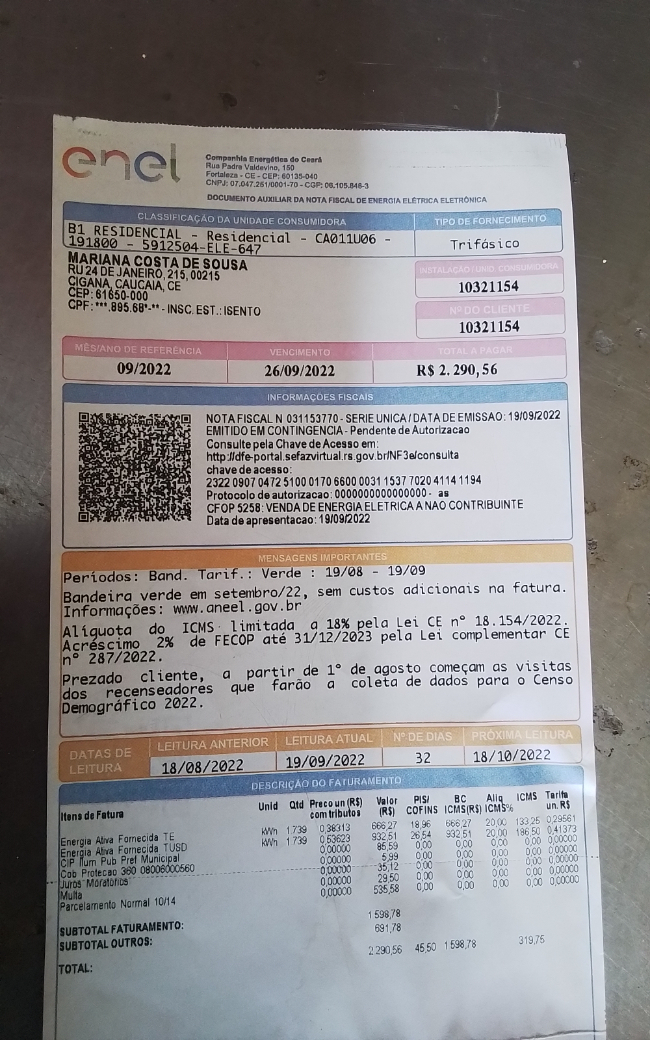 enel
Companhia Energética do Ceará
Rua Padre Valdevino, 150
Fortaleza - CE - CEP: 60135-040
CNPJ: 07.047.251/0001-70 - CGF: 06.105.848-3
DOCUMENTO AUXILIAR DA NOTA FISCAL DE ENERGIA ELÉTRICA ELETRÔNICA
CLASSIFICAÇÃO DA UNIDADE CONSUMIDORA
TIPO DE FORNECIMENTO
B1 RESIDENCIAL - Residencial - CA011U06 -
191800 - 5912504-ELE-647
Trifásico
MARIANA COSTA DE SOUSA
RU 24 DE JANEIRO, 215, 00215
CIGANA, CAUCAIA, CE
CEP: 61650-000
CPF: ***.895.68*-** - INSC. EST.: ISENTO
INSTALAÇÃO / UNID. CONSUMIDORA
10321154
Nº DO CLIENTE
10321154
MÊS/ANO DE REFERÊNCIA VENCIMENTO TOTAL A PAGAR
09/2022 26/09/2022 R$ 2.290,56
INFORMAÇÕES FISCAIS
NOTA FISCAL N 031153770 - SERIE UNICA / DATA DE EMISSAO: 19/09/2022
EMITIDO EM CONTINGENCIA - Pendente de Autorizacao
Consulte pela Chave de Acesso em:
http://dfe-portal.sefazvirtual.rs.gov.br/NF3e/consulta
chave de acesso:
2322 0907 0472 5100 0170 6600 0031 1537 7020 4114 1194
Protocolo de autorizacao: 0000000000000000 - as
CFOP 5258: VENDA DE ENERGIA ELETRICA A NAO CONTRIBUINTE
Data de apresentacao: 19/09/2022
MENSAGENS IMPORTANTES
Períodos: Band. Tarif.: Verde : 19/08 - 19/09
Bandeira verde em setembro/22, sem custos adicionais na fatura.
Informações: www.aneel.gov.br
Alíquota do ICMS limitada a 18% pela Lei CE nº 18.154/2022.
Acréscimo 2% de FECOP até 31/12/2023 pela Lei complementar CE
nº 287/2022.
Prezado cliente, a partir de 1º de agosto começam as visitas
dos recenseadores que farão a coleta de dados para o Censo
Demográfico 2022.
DATAS DE LEITURA
LEITURA ANTERIOR LEITURA ATUAL Nº DE DIAS PRÓXIMA LEITURA
18/08/2022 19/09/2022 32 18/10/2022
DESCRIÇÃO DO FATURAMENTO
Itens de Fatura Unid Qtd Preco un (R$) com tributos Valor (R$) PIS/ COFINS BC ICMS(R$) Aliq ICMS% ICMS Tarifa un. R$
Energia Ativa Fornecida TE kWh 1.739 0,38313 666,27 18,96 666,27 20,00 133,25 0,29561
Energia Ativa Fornecida TUSD kWh 1.739 0,53623 932,51 26,54 932,51 20,00 186,50 0,41373
CIP Ilum Pub Pref Municipal 0,00000 85,59 0,00 0,00 0,00 0,00 0,00000
Cob Protecao 360 08006000560 0,00000 5,99 0,00 0,00 0,00 0,00 0,00000
Juros Moratorios 0,00000 35,12 0,00 0,00 0,00 0,00 0,00000
Multa 0,00000 29,50 0,00 0,00 0,00 0,00 0,00000
Parcelamento Normal 10/14 0,00000 535,58 0,00 0,00 0,00 0,00 0,00000
SUBTOTAL FATURAMENTO: 1.598,78
SUBTOTAL OUTROS: 691,78
TOTAL: 2.290,56 45,50 1.598,78 319,75